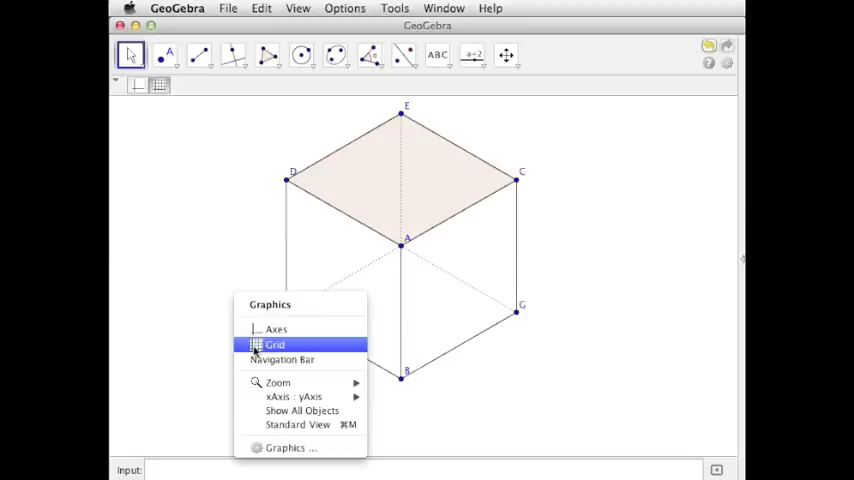 GeoGebra File Edit View Options Tools Window Help
GeoGebra
A
ABC
a=2
E
D
C
A
G
B
Graphics
Axes
Grid
Navigation Bar
Zoom
xAxis : yAxis
Show All Objects
Standard View ⌘M
Graphics ...
Input: